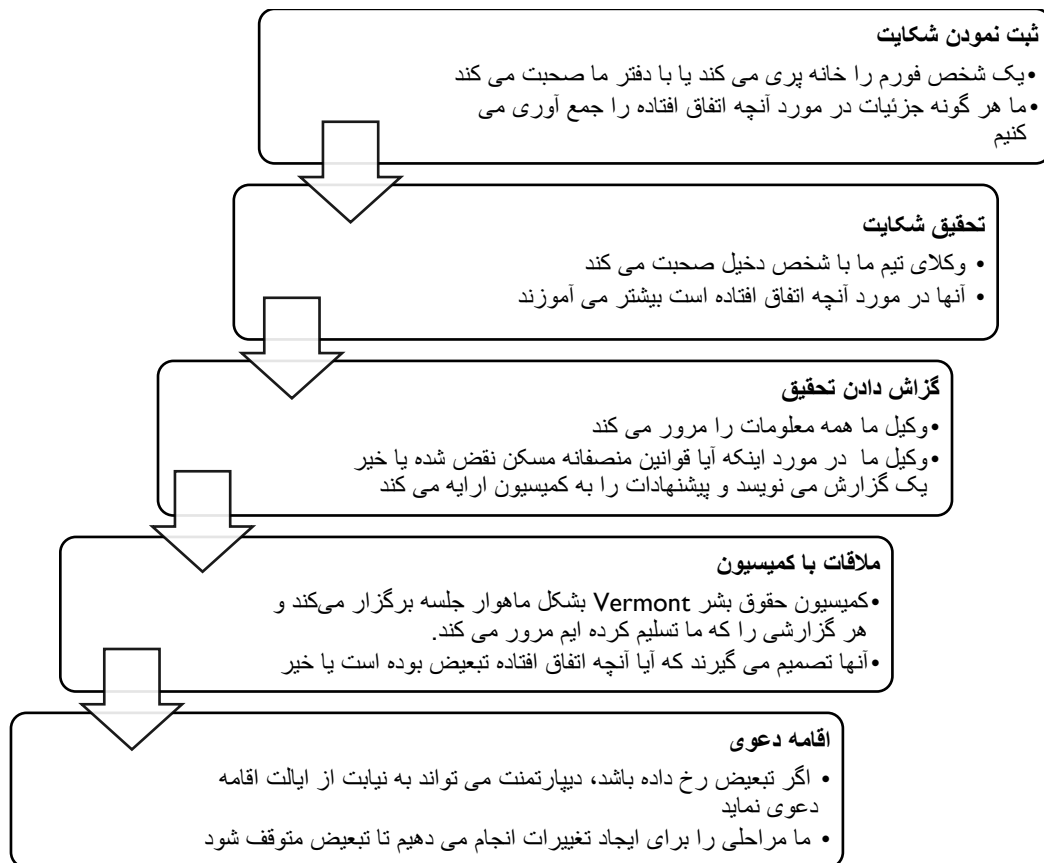 ثبت نمودن شکایت
•یک شخص فورم را خانه پری می کند یا با دفتر ما صحبت می کند
•ما هر گونه جزئیات در مورد آنچه اتفاق افتاده را جمع آوری می
کنیم
تحقیق شکایت
• وکلای تیم ما با شخص دخیل صحبت می کند
• آنها در مورد آنچه اتفاق افتاده است بیشتر می آموزند
گزاش دادن تحقیق
•وکیل ما همه معلومات را مرور می کند
•وکیل ما در مورد اینکه آیا قوانین منصفانه مسکن نقض شده یا خیر
یک گزارش می نویسد و پیشنهادات را به کمیسیون ارایه می کند
ملاقات با کمیسیون
•کمیسیون حقوق بشر Vermont بشکل ماهوار جلسه برگزار می‌کند و
هر گزارشی را که ما تسلیم کرده ایم مرور می کند.
•آنها تصمیم می گیرند که آیا آنچه اتفاق افتاده تبعیض بوده است یا خیر
اقامه دعوی
• اگر تبعیض رخ داده باشد، دیپارتمنت می تواند به نیابت از ایالت اقامه
دعوی نماید
• ما مراحلی را برای ایجاد تغییرات انجام می دهیم تا تبعیض متوقف شود